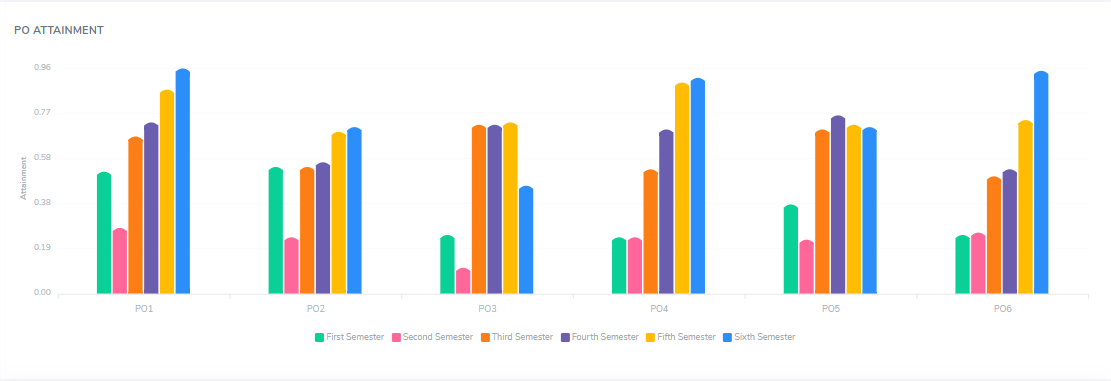 PO ATTAINMENT
0.96
0.77
0.58
0.38
0.19
0.00
Attainment
PO1 PO2 PO3 PO4 PO5 PO6
First Semester Second Semester Third Semester Fourth Semester Fifth Semester Sixth Semester